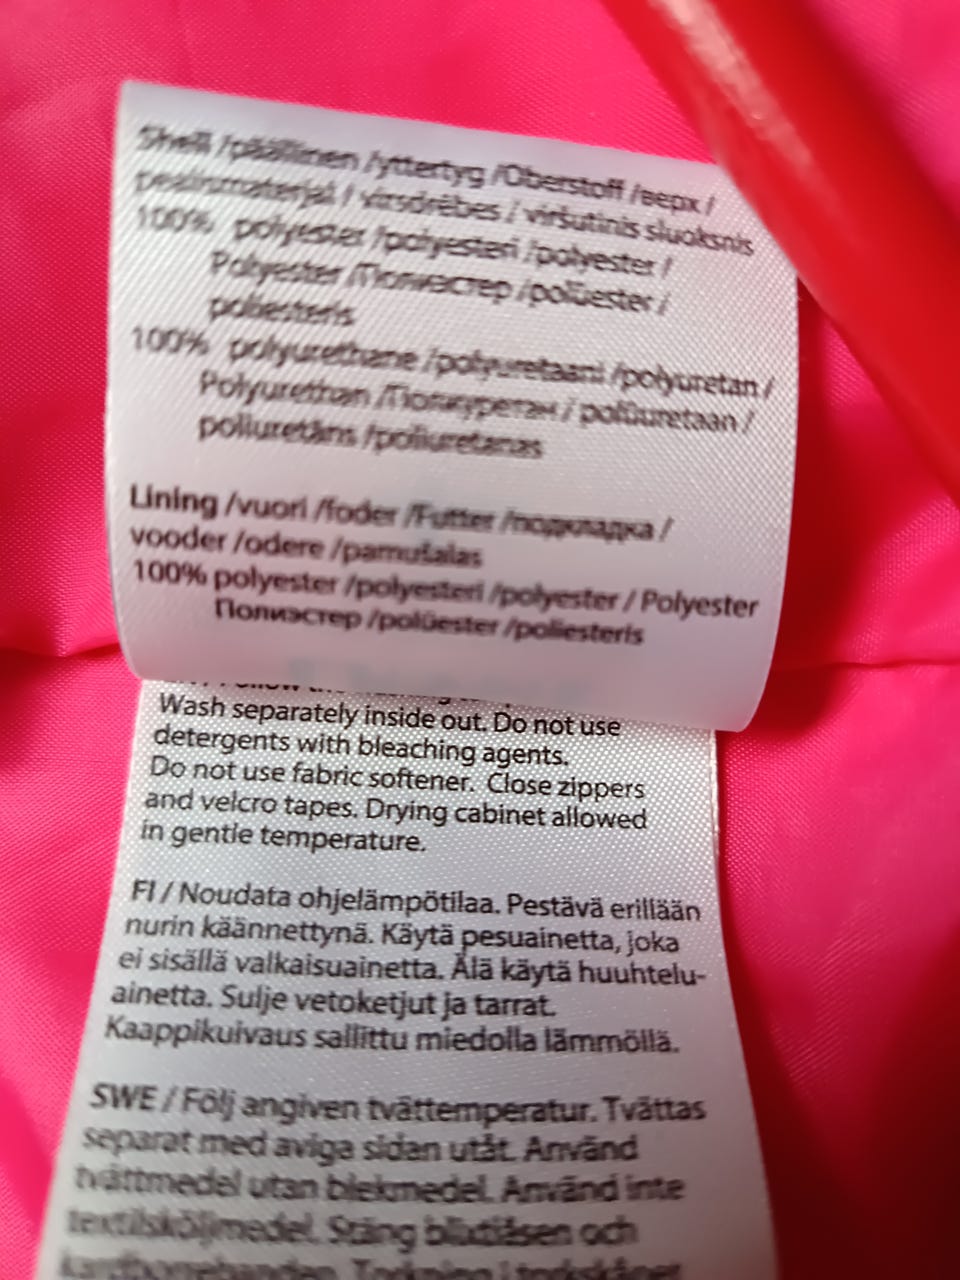 Shell /päällinen /yttertyg /Oberstoff /верх /
pealismaterjal / virsdrēbes / viršutinis sluoksnis
100% polyester /polyesteri /polyester /
Polyester /Полиэстер /polüester /
poliesteris
100% polyurethane /polyuretaani /polyuretan /
Polyurethan /Полиуретан / polüuretaan /
poliuretāns /poliuretanas
Lining /vuori /foder /Futter /подкладка /
vooder /odere /pamušalas
100% polyester /polyesteri /polyester / Polyester
Полиэстер /polüester /poliesteris
Wash separately inside out. Do not use
detergents with bleaching agents.
Do not use fabric softener. Close zippers
and velcro tapes. Drying cabinet allowed
in gentle temperature.
FI / Noudata ohjelämpötilaa. Pestävä erillään
nurin käännettynä. Käytä pesuainetta, joka
ei sisällä valkaisuainetta. Älä käytä huuhtelu-
ainetta. Sulje vetoketjut ja tarrat.
Kaappikuivaus sallittu miedolla lämmöllä.
SWE / Följ angiven tvättemperatur. Tvättas
separat med aviga sidan utåt. Använd
tvättmedel utan blekmedel. Använd inte
textilsköljmedel. Stäng blixtlåsen och
kardborrebanden. Torkning i torkskåper